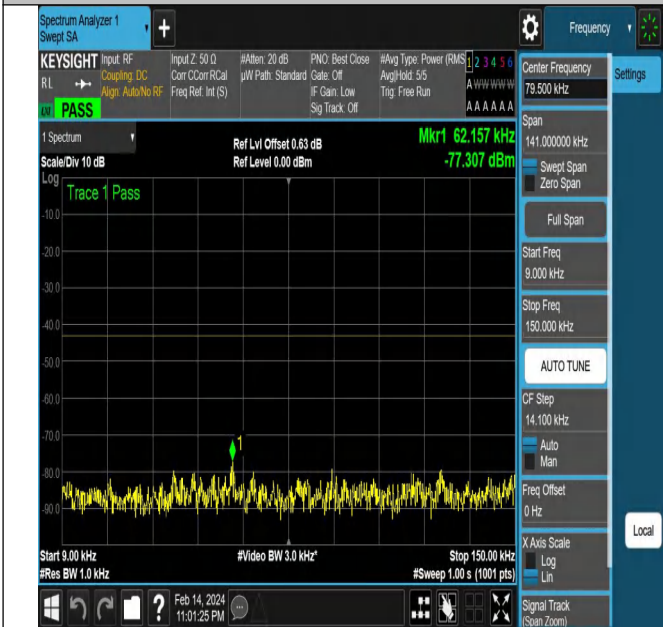 Spectrum Analyzer 1
Swept SA
+
Frequency
KEYSIGHT
Input: RF
Coupling: DC
Align: Auto/No RF
Input Z: 50 Ω
Corr CCorr RCal
Freq Ref: Int (S)
#Atten: 20 dB
µW Path: Standard
PNO: Best Close
Gate: Off
IF Gain: Low
Sig Track: Off
#Avg Type: Power (RMS
Avg|Hold: 5/5
Trig: Free Run
1 2 3 4 5 6
A W W W W W
A A A A A A
R L
PASS
1 Spectrum
Scale/Div 10 dB
Ref Lvl Offset 0.63 dB
Ref Level 0.00 dBm
Mkr1 62.157 kHz
-77.307 dBm
Log
Trace 1 Pass
-10.0
-20.0
-30.0
-40.0
-50.0
-60.0
-70.0
-80.0
-90.0
1
Start 9.00 kHz
#Res BW 1.0 kHz
#Video BW 3.0 kHz*
Stop 150.00 kHz
#Sweep 1.00 s (1001 pts)
?
Feb 14, 2024
11:01:25 PM
Center Frequency
79.500 kHz
Settings
Span
141.000000 kHz
Swept Span
Zero Span
Full Span
Start Freq
9.000 kHz
Stop Freq
150.000 kHz
AUTO TUNE
CF Step
14.100 kHz
Auto
Man
Freq Offset
0 Hz
X Axis Scale
Log
Lin
Local
Signal Track
(Span Zoom)